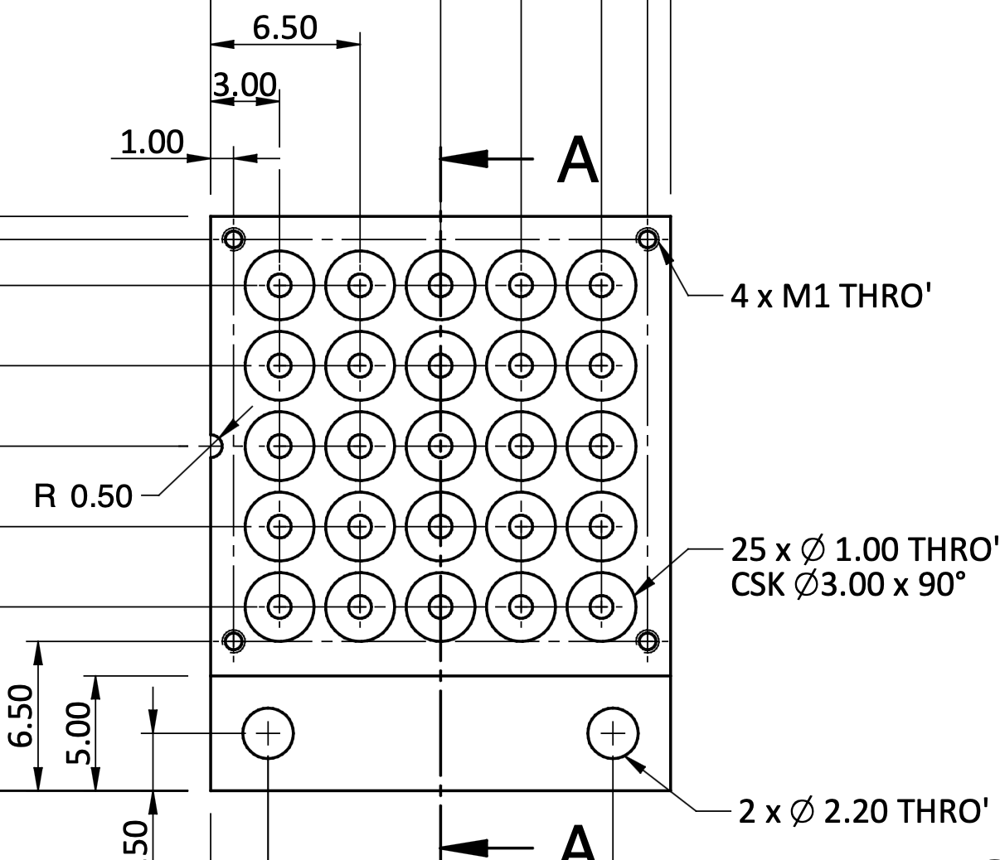 6.50
3.00
1.00
A
4 x M1 THRO'
R 0.50
25 x ∅ 1.00 THRO'
CSK ∅3.00 x 90°
6.50
5.00
2 x ∅ 2.20 THRO'
.50
A